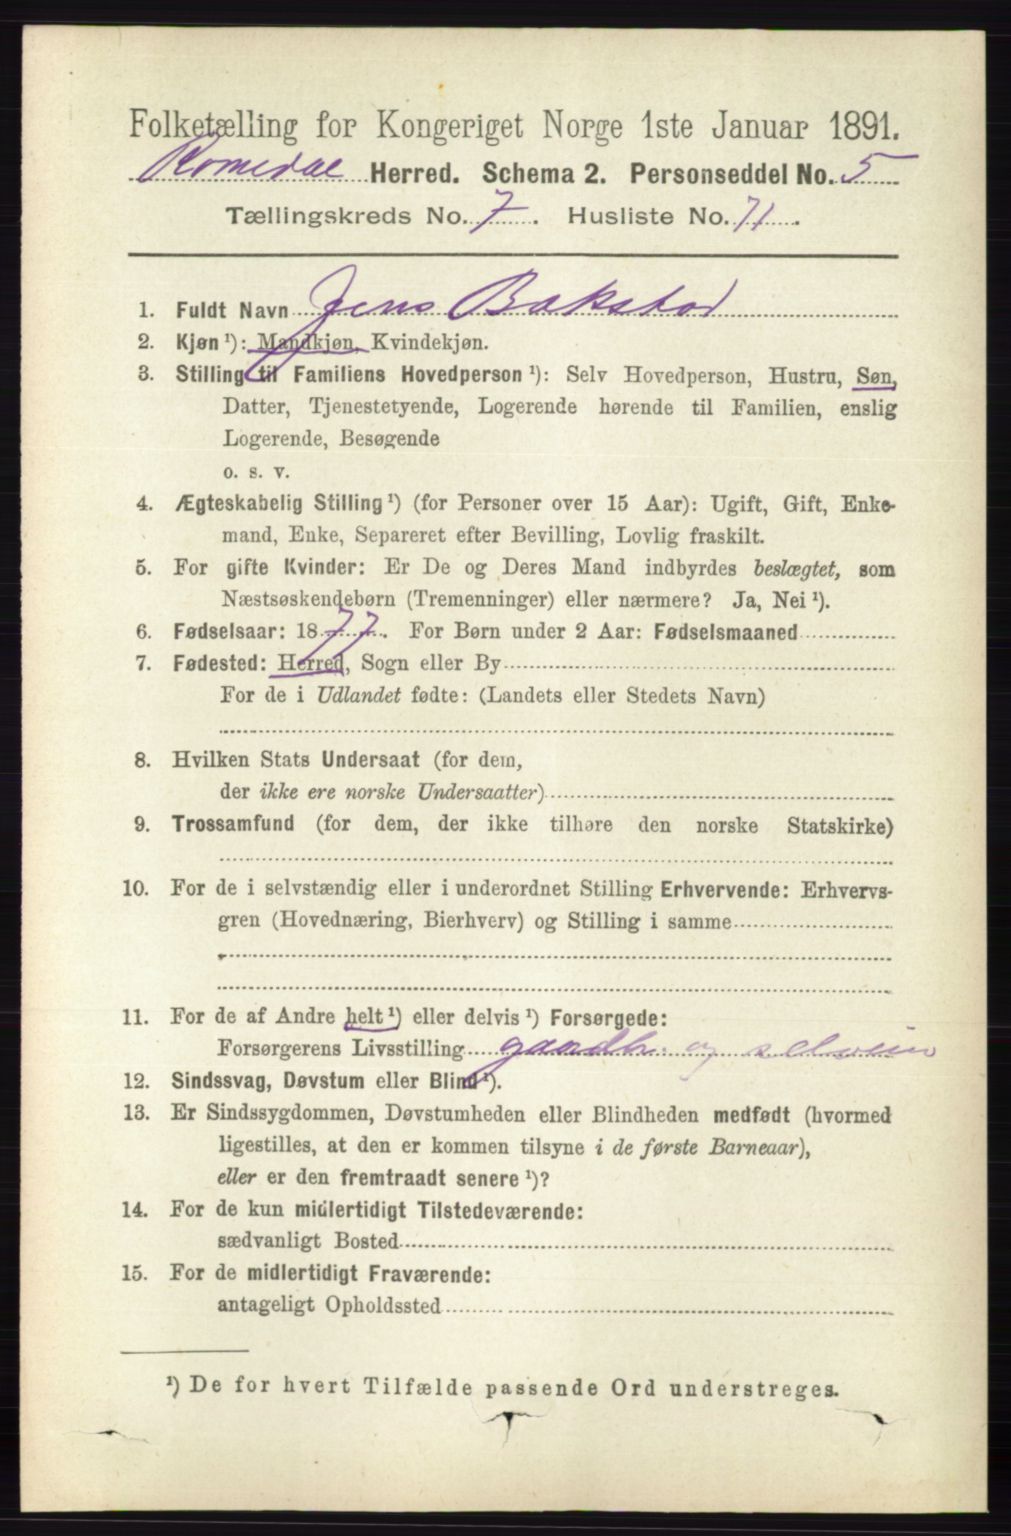 Folketælling for Kongeriget Norge 1ste Januar 1891.
Romedal Herred. Schema 2. Personseddel No. 5
Tællingskreds No. 7. Husliste No. 71.
1. Fuldt Navn Jens Bakstad
2. Kjøn ¹): Mandkjøn, Kvindekjøn.
3. Stilling til Familiens Hovedperson ¹): Selv Hovedperson, Hustru, Søn,
Datter, Tjenestetyende, Logerende hørende til Familien, enslig
Logerende, Besøgende
o. s. v.
4. Ægteskabelig Stilling ¹) (for Personer over 15 Aar): Ugift, Gift, Enke-
mand, Enke, Separeret efter Bevilling, Lovlig fraskilt.
5. For gifte Kvinder: Er De og Deres Mand indbyrdes beslægtet, som
Næstsøskendebørn (Tremenninger) eller nærmere? Ja, Nei ¹).
6. Fødselsaar: 1877. For Børn under 2 Aar: Fødselsmaaned
7. Fødested: Herred, Sogn eller By
For de i Udlandet fødte: (Landets eller Stedets Navn)
8. Hvilken Stats Undersaat (for dem,
der ikke ere norske Undersaatter)
9. Trossamfund (for dem, der ikke tilhøre den norske Statskirke)
10. For de i selvstændig eller i underordnet Stilling Erhvervende: Erhvervs-
gren (Hovednæring, Bierhverv) og Stilling i samme
11. For de af Andre helt ¹) eller delvis ¹) Forsørgede:
Forsørgerens Livsstilling gaardbr. og selveier
12. Sindssvag, Døvstum eller Blind ¹).
13. Er Sindssygdommen, Døvstumheden eller Blindheden medfødt (hvormed
ligestilles, at den er kommen tilsyne i de første Barneaar),
eller er den fremtraadt senere ¹)?
14. For de kun midlertidigt Tilstedeværende:
sædvanligt Bosted
15. For de midlertidigt Fraværende:
antageligt Opholdssted
¹) De for hvert Tilfælde passende Ord understreges.